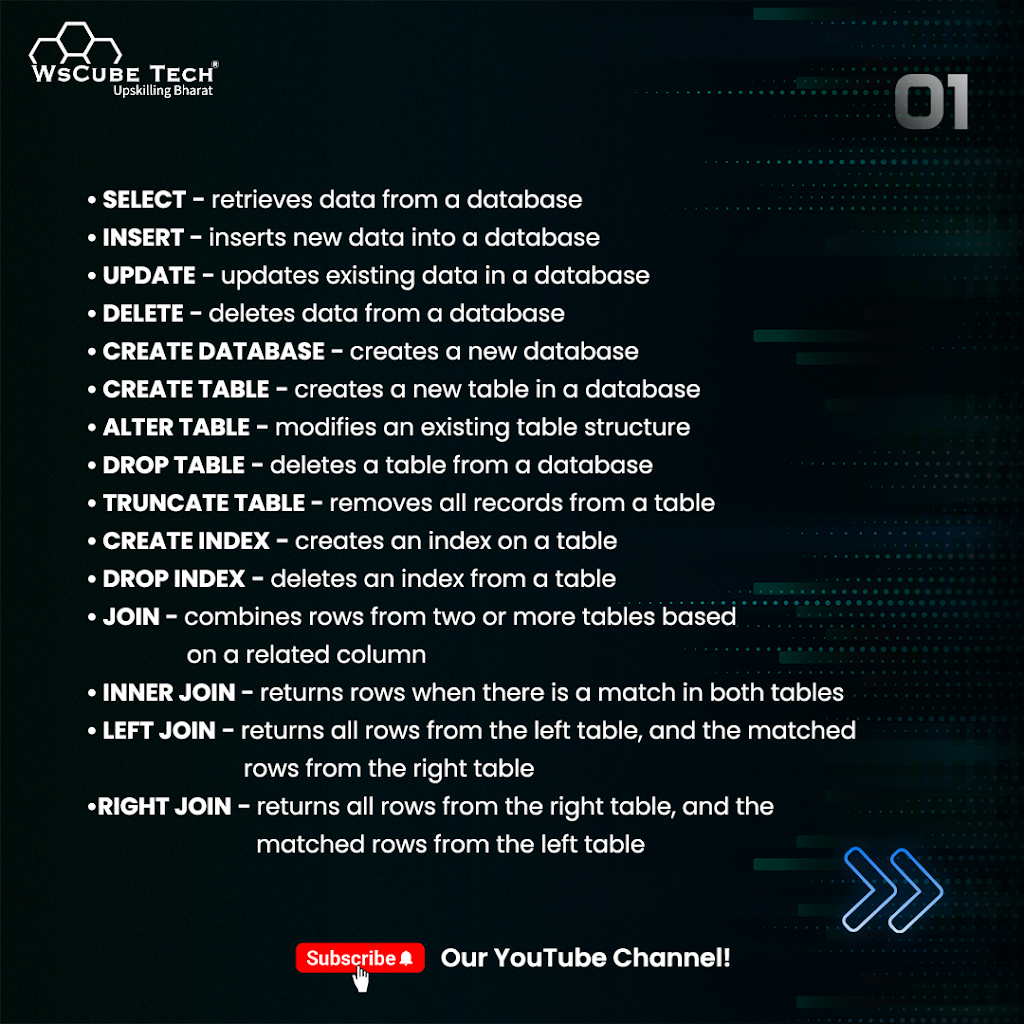 WsCube Tech®
Upskilling Bharat
01
• SELECT - retrieves data from a database
• INSERT - inserts new data into a database
• UPDATE - updates existing data in a database
• DELETE - deletes data from a database
• CREATE DATABASE - creates a new database
• CREATE TABLE - creates a new table in a database
• ALTER TABLE - modifies an existing table structure
• DROP TABLE - deletes a table from a database
• TRUNCATE TABLE - removes all records from a table
• CREATE INDEX - creates an index on a table
• DROP INDEX - deletes an index from a table
• JOIN - combines rows from two or more tables based
on a related column
• INNER JOIN - returns rows when there is a match in both tables
• LEFT JOIN - returns all rows from the left table, and the matched
rows from the right table
•RIGHT JOIN - returns all rows from the right table, and the
matched rows from the left table
Subscribe Our YouTube Channel!